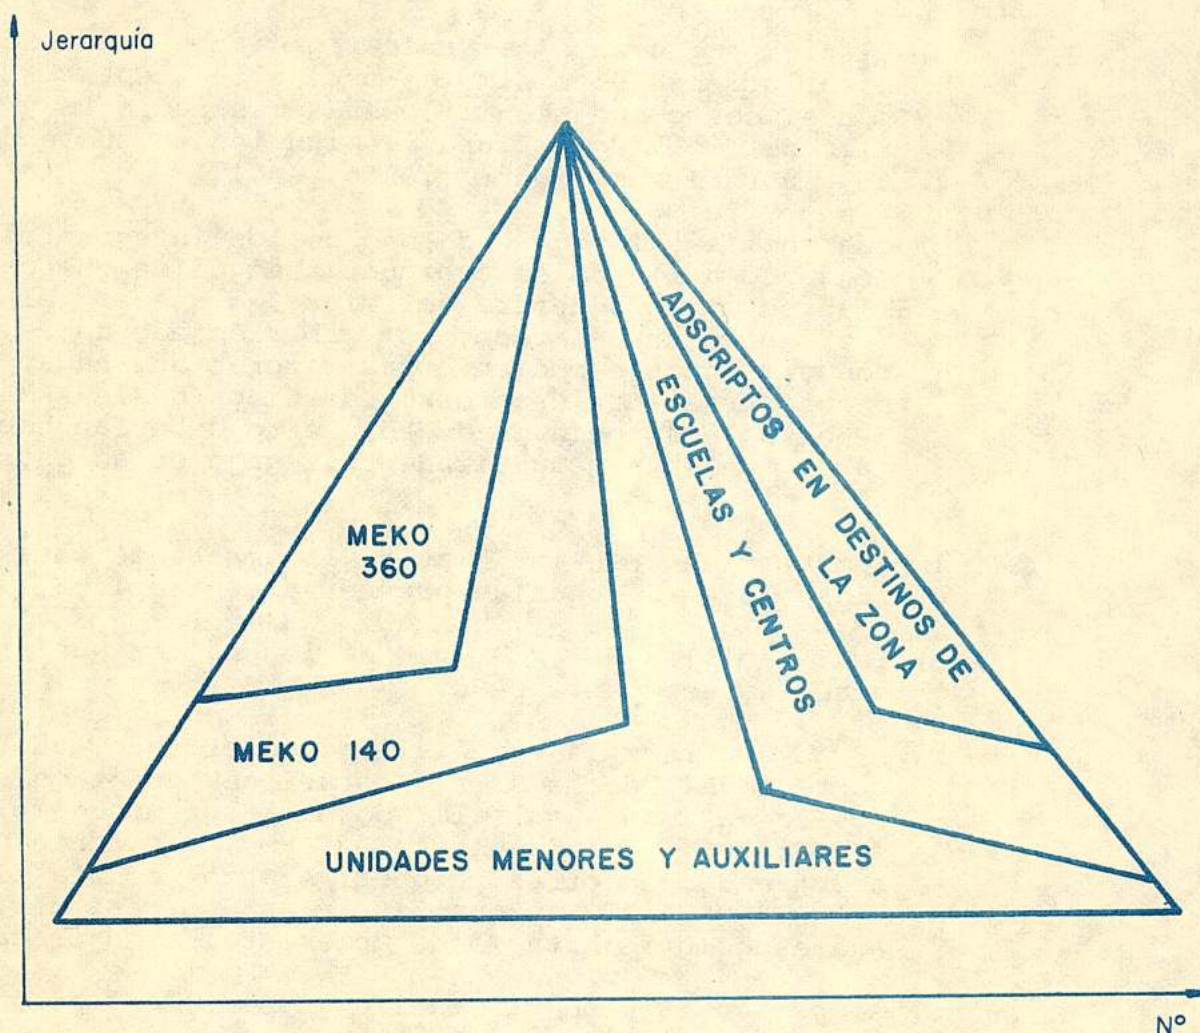 Jerarquía
MEKO
360
MEKO 140
UNIDADES MENORES Y AUXILIARES
ESCUELAS Y CENTROS
ADSCRIPTOS EN DESTINOS DE
LA ZONA
Nº